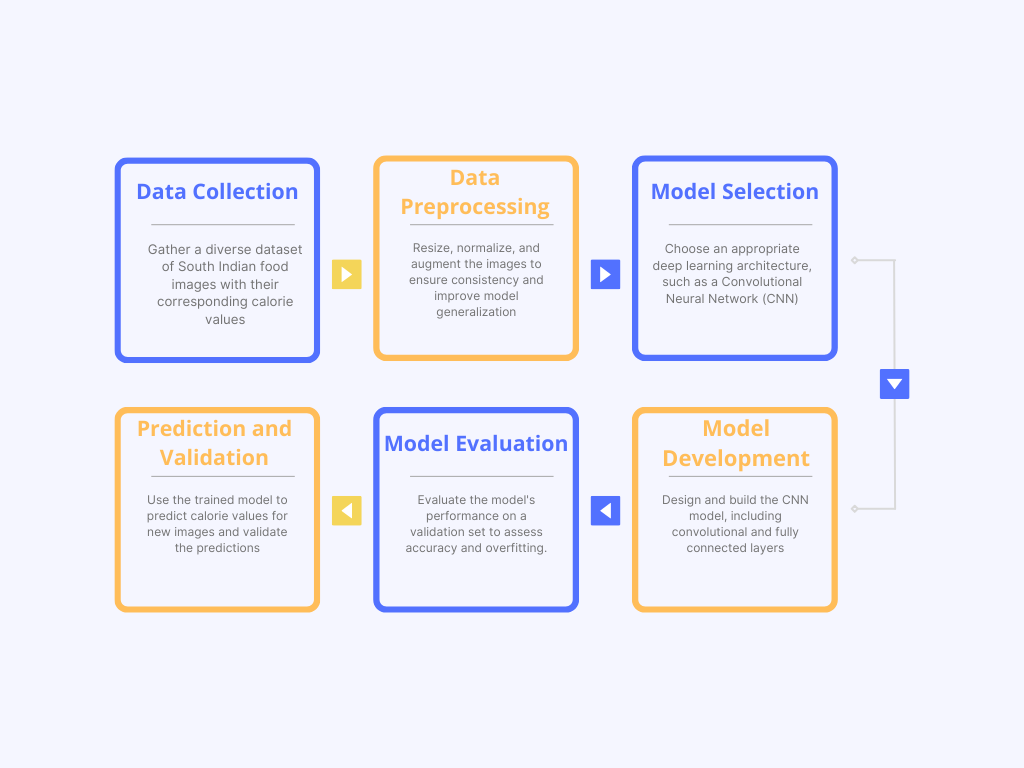 Data Collection
Gather a diverse dataset
of South Indian food
images with their
corresponding calorie
values
Data
Preprocessing
Resize, normalize, and
augment the images to
ensure consistency and
improve model
generalization
Model Selection
Choose an appropriate
deep learning architecture,
such as a Convolutional
Neural Network (CNN)
Model
Development
Design and build the CNN
model, including
convolutional and fully
connected layers
Model Evaluation
Evaluate the model's
performance on a
validation set to assess
accuracy and overfitting.
Prediction and
Validation
Use the trained model to
predict calorie values for
new images and validate
the predictions